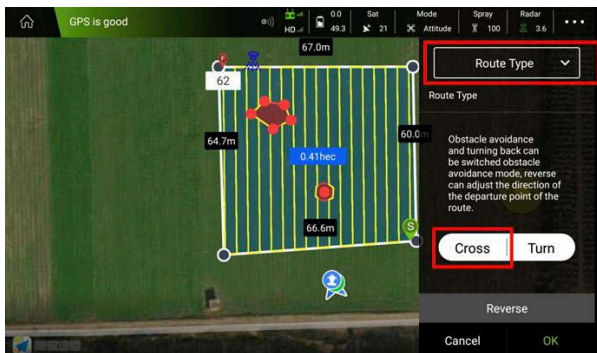 GPS is good
0.0
Sat
Mode
Spray
Radar
HD
49.3
21
Attitude
100
3.6
67.0m
Route Type
62
Route Type
64.7m
60.0
0.41hec
Obstacle avoidance
and turning back can
be switched obstacle
avoidance mode, reverse
can adjust the direction of
the departure point of the
route.
66.6m
S
Cross
Turn
Reverse
Cancel
OK